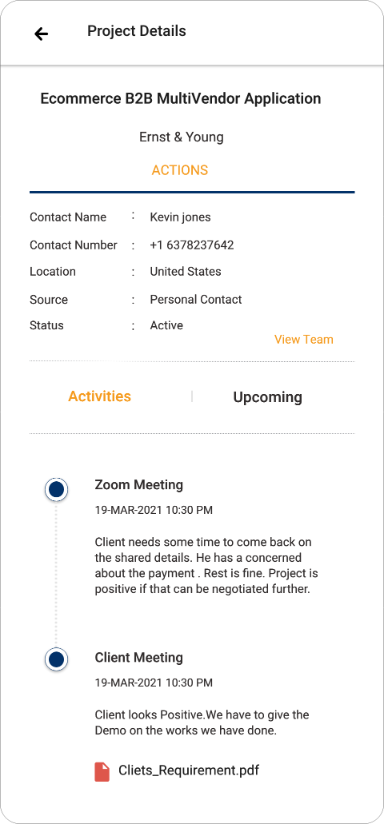 Project Details
Ecommerce B2B MultiVendor Application
Ernst & Young
ACTIONS
Contact Name : Kevin jones
Contact Number : +1 6378237642
Location : United States
Source : Personal Contact
Status : Active
View Team
Activities | Upcoming
Zoom Meeting
19-MAR-2021 10:30 PM
Client needs some time to come back on
the shared details. He has a concerned
about the payment . Rest is fine. Project is
positive if that can be negotiated further.
Client Meeting
19-MAR-2021 10:30 PM
Client looks Positive.We have to give the
Demo on the works we have done.
Cliets_Requirement.pdf